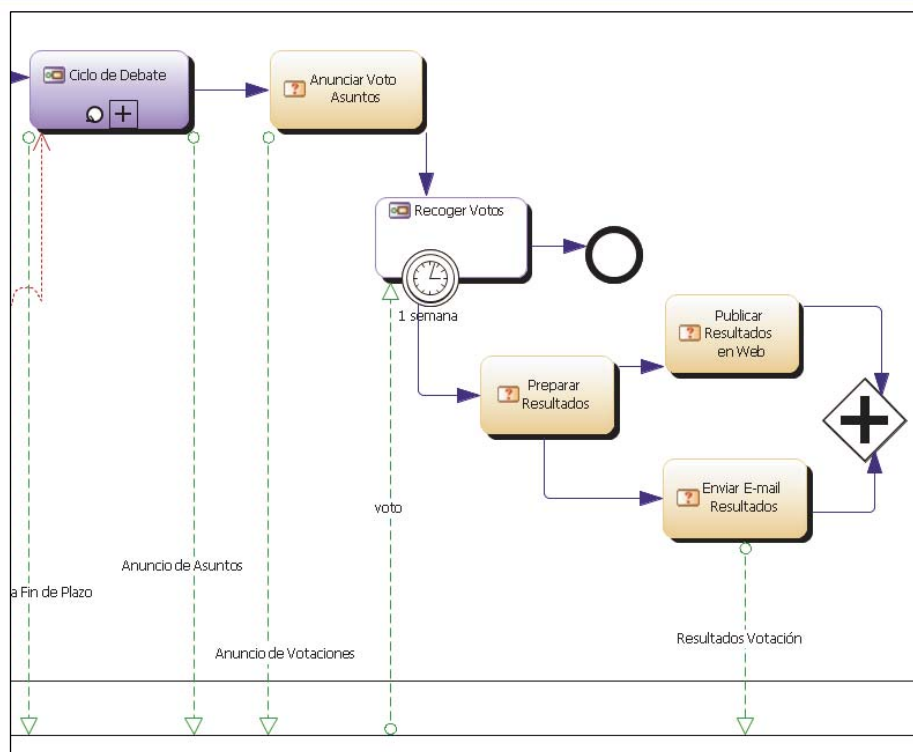 Ciclo de Debate
Anunciar Voto
Asuntos
Recoger Votos
1 semana
Publicar
Resultados
en Web
Preparar
Resultados
Enviar E-mail
Resultados
voto
Anuncio de Asuntos
a Fin de Plazo
Resultados Votación
Anuncio de Votaciones